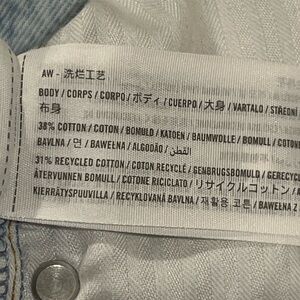 AW - 洗烂工艺
BODY / CORPS / CORPO / ボディ / CUERPO / 大身 / VARTALO / STŘEDNÍ
布身
38% COTTON / COTON / BOMULD / KATOEN / BAUMWOLLE / BOMULL / COTONE
BAVLNA / 면 / BAWEŁNA / ALGODÃO / القطن
31% RECYCLED COTTON / COTON RECYCLÉ / GENBRUGSBOMULD / GERECYC
ÅTERVUNNEN BOMULL / COTONE RICICLATO / リサイクルコットン /
KIERRÄTYSPUUVILLA / RECYKLOVANÁ BAVLNA / 재활용 코튼 / BAWEŁNA Z